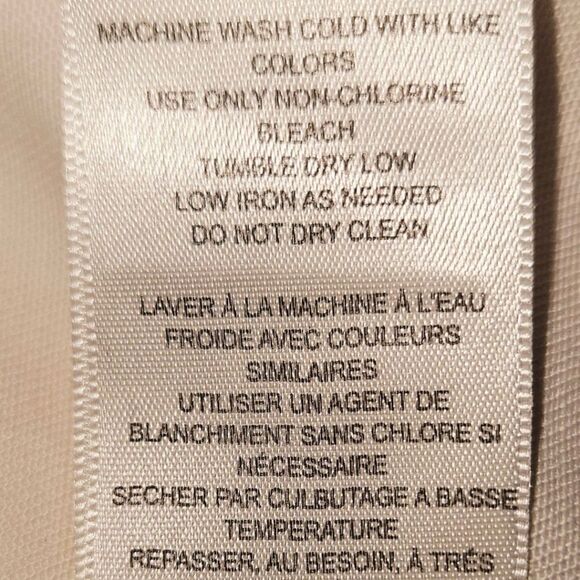 MACHINE WASH COLD WITH LIKE
COLORS
USE ONLY NON-CHLORINE
BLEACH
TUMBLE DRY LOW
LOW IRON AS NEEDED
DO NOT DRY CLEAN
LAVER À LA MACHINE À L'EAU
FROIDE AVEC COULEURS
SIMILAIRES
UTILISER UN AGENT DE
BLANCHIMENT SANS CHLORE SI
NÉCESSAIRE
SECHER PAR CULBUTAGE A BASSE
TEMPERATURE
REPASSER, AU BESOIN, À TRÉS